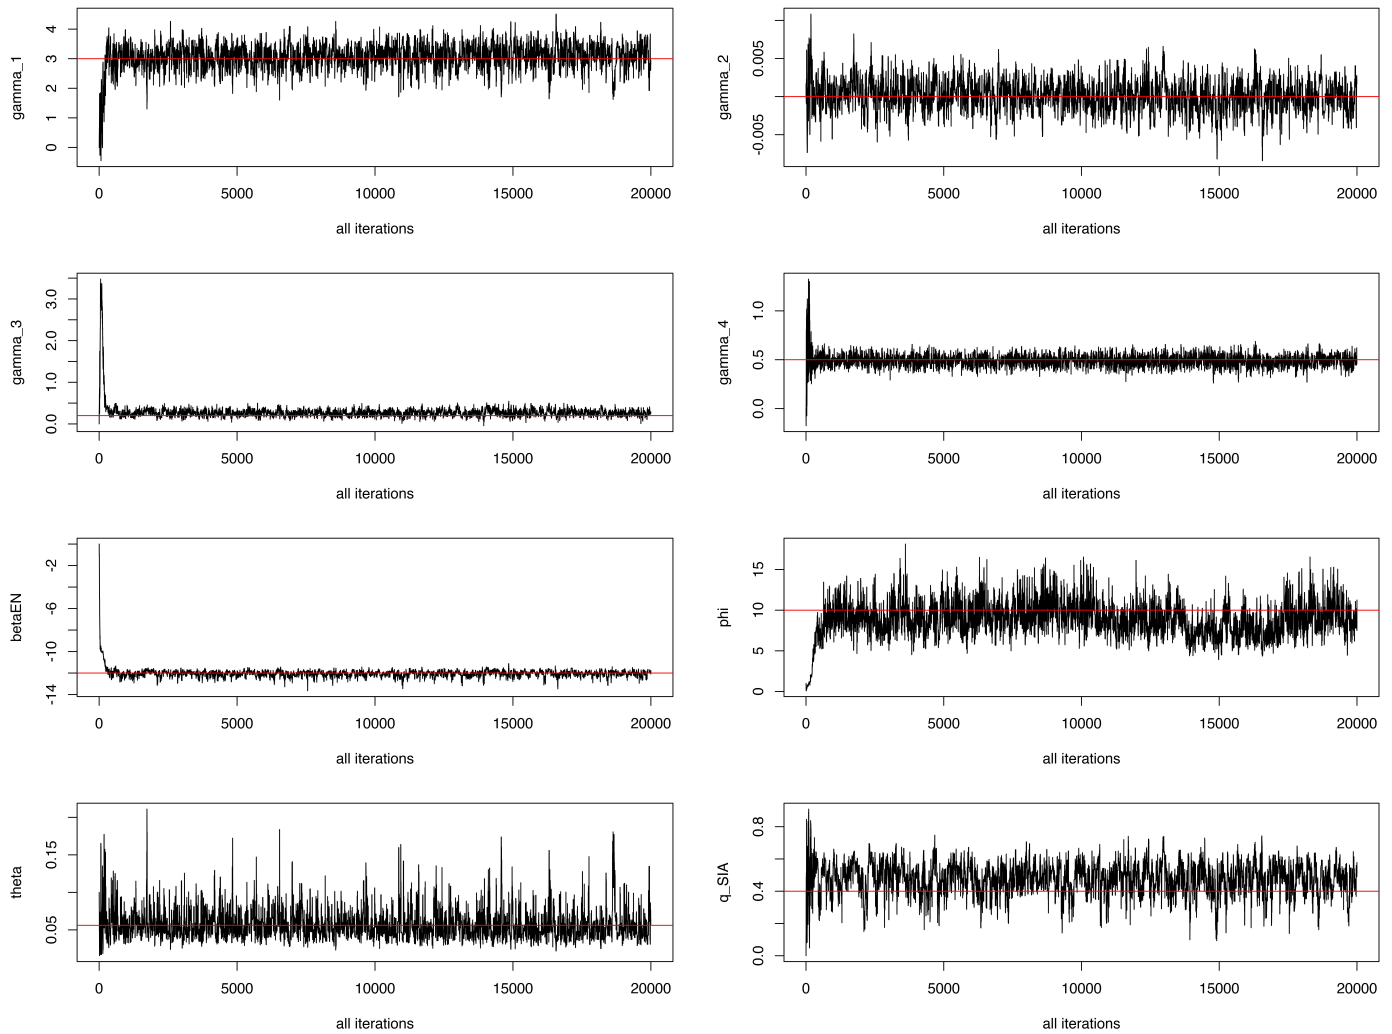 gamma_1
0 1 2 3 4
0 5000 10000 15000 20000
all iterations
gamma_2
-0.005 0.005
0 5000 10000 15000 20000
all iterations
gamma_3
0.0 1.0 2.0 3.0
0 5000 10000 15000 20000
all iterations
gamma_4
0.0 0.5 1.0
0 5000 10000 15000 20000
all iterations
betaEN
-14 -10 -6 -2
0 5000 10000 15000 20000
all iterations
phi
0 5 10 15
0 5000 10000 15000 20000
all iterations
theta
0.05 0.15
0 5000 10000 15000 20000
all iterations
q_SIA
0.0 0.4 0.8
0 5000 10000 15000 20000
all iterations